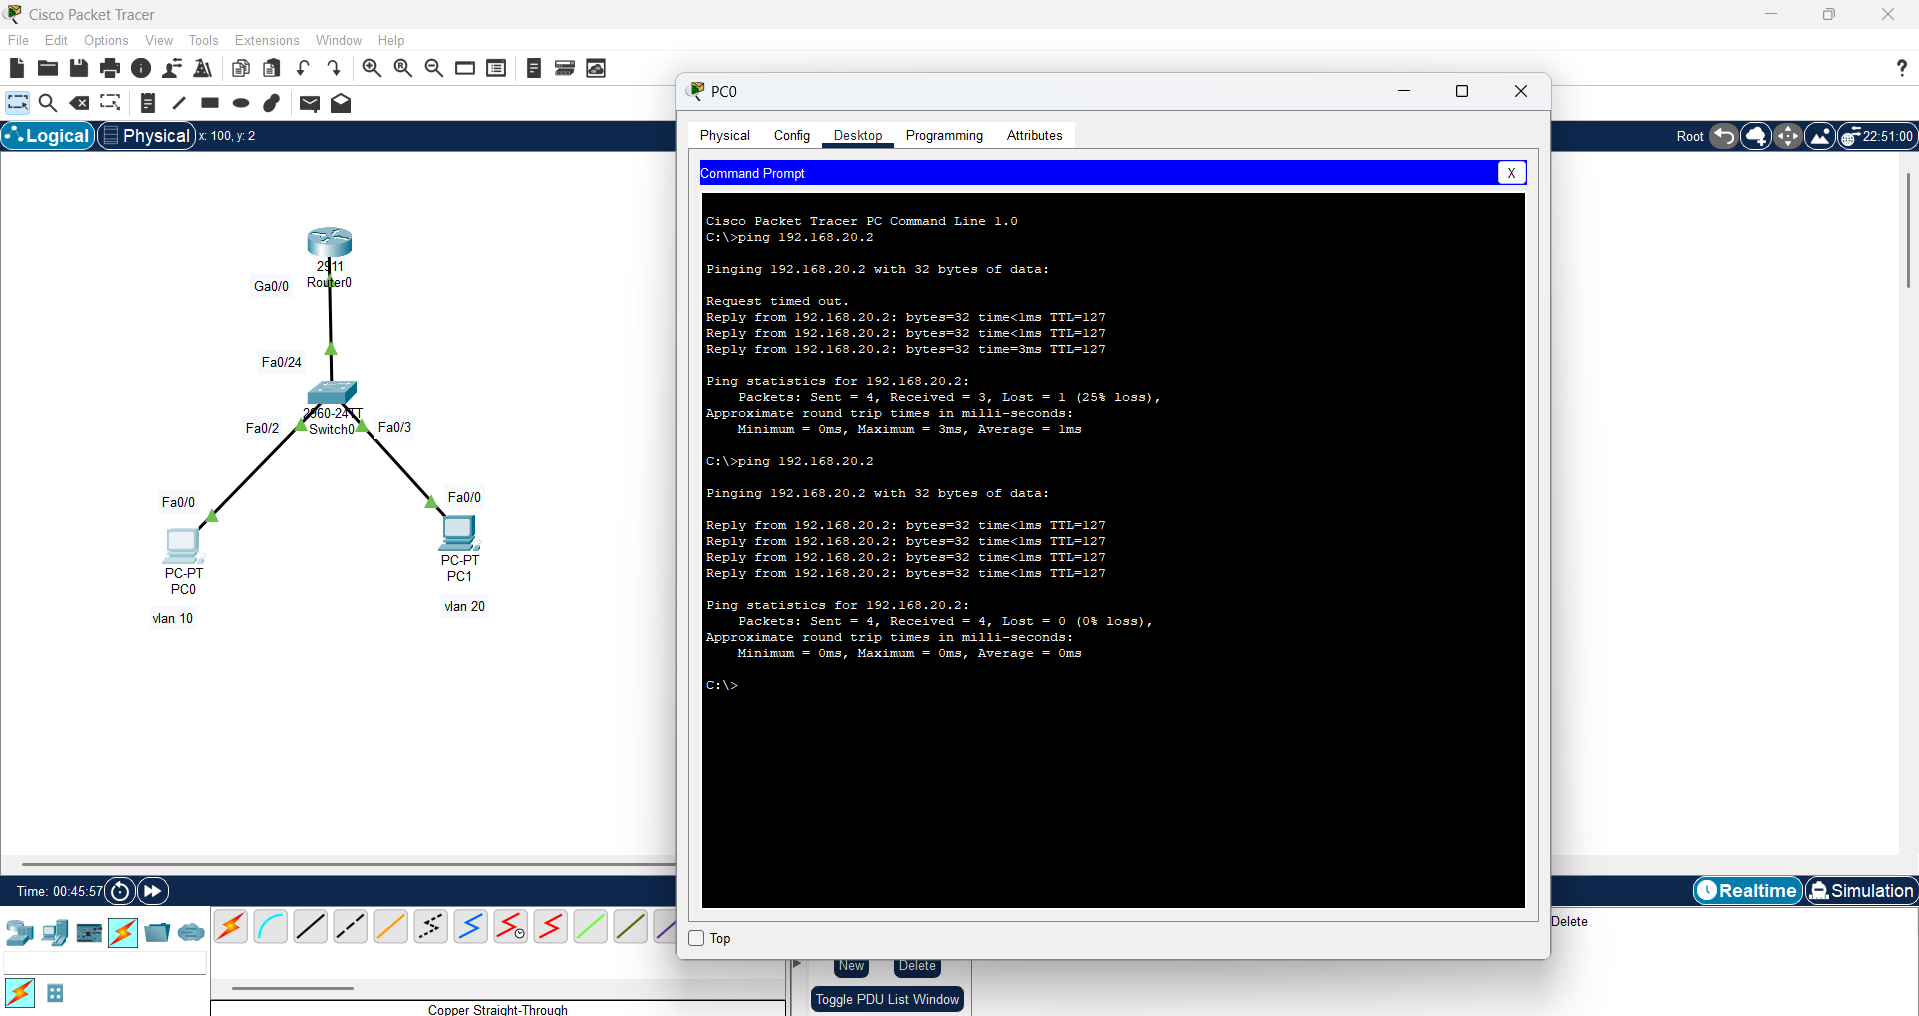 Cisco Packet Tracer
File Edit Options View Tools Extensions Window Help
Logical Physical x: 100, y: 2
Root 22:51:00
2911
Router0
Ga0/0
Fa0/24
2960-24TT
Switch0
Fa0/2
Fa0/3
Fa0/0
Fa0/0
PC-PT
PC0
vlan 10
PC-PT
PC1
vlan 20
PC0
Physical Config Desktop Programming Attributes
Command Prompt X
Cisco Packet Tracer PC Command Line 1.0
C:\>ping 192.168.20.2
Pinging 192.168.20.2 with 32 bytes of data:
Request timed out.
Reply from 192.168.20.2: bytes=32 time<1ms TTL=127
Reply from 192.168.20.2: bytes=32 time<1ms TTL=127
Reply from 192.168.20.2: bytes=32 time=3ms TTL=127
Ping statistics for 192.168.20.2:
Packets: Sent = 4, Received = 3, Lost = 1 (25% loss),
Approximate round trip times in milli-seconds:
Minimum = 0ms, Maximum = 3ms, Average = 1ms
C:\>ping 192.168.20.2
Pinging 192.168.20.2 with 32 bytes of data:
Reply from 192.168.20.2: bytes=32 time<1ms TTL=127
Reply from 192.168.20.2: bytes=32 time<1ms TTL=127
Reply from 192.168.20.2: bytes=32 time<1ms TTL=127
Reply from 192.168.20.2: bytes=32 time<1ms TTL=127
Ping statistics for 192.168.20.2:
Packets: Sent = 4, Received = 4, Lost = 0 (0% loss),
Approximate round trip times in milli-seconds:
Minimum = 0ms, Maximum = 0ms, Average = 0ms
C:\>
Top
Time: 00:45:57
Realtime Simulation
Delete
New Delete
Toggle PDU List Window
Copper Straight-Through